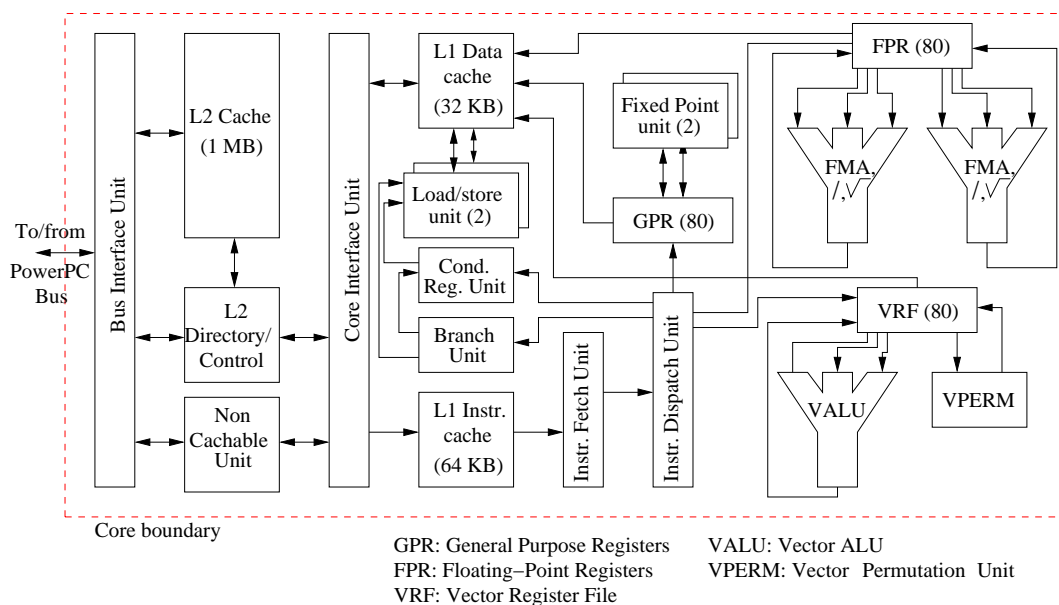 To/from
PowerPC
Bus
Bus Interface Unit
L2 Cache
(1 MB)
L2
Directory/
Control
Non
Cachable
Unit
Core Interface Unit
L1 Data
cache
(32 KB)
Load/store
unit (2)
Cond.
Reg. Unit
Branch
Unit
L1 Instr.
cache
(64 KB)
Instr. Fetch Unit
Instr. Dispatch Unit
Fixed Point
unit (2)
GPR (80)
FPR (80)
FMA,
/,√
FMA,
/,√
VRF (80)
VALU
VPERM
Core boundary
GPR: General Purpose Registers
FPR: Floating−Point Registers
VRF: Vector Register File
VALU: Vector ALU
VPERM: Vector Permutation Unit